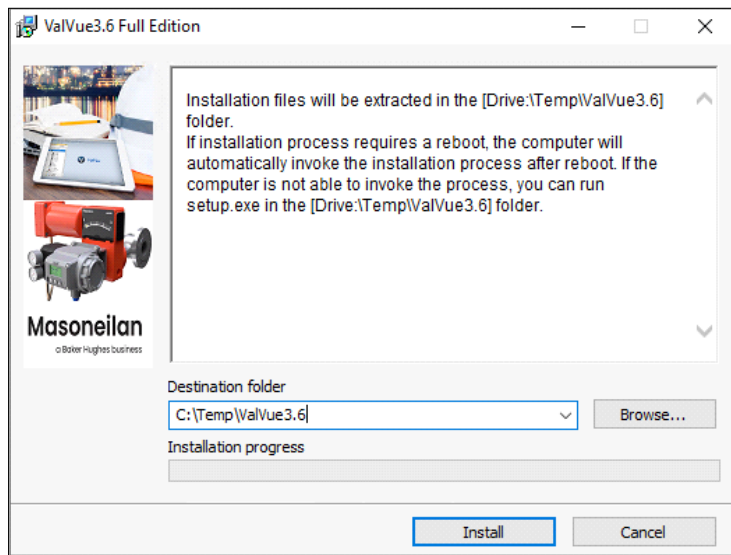 ValVue3.6 Full Edition
Installation files will be extracted in the [Drive:\Temp\ValVue3.6]
folder.
If installation process requires a reboot, the computer will
automatically invoke the installation process after reboot. If the
computer is not able to invoke the process, you can run
setup.exe in the [Drive:\Temp\ValVue3.6] folder.
Masoneilan
a Baker Hughes business
Destination folder
C:\Temp\ValVue3.6
Browse...
Installation progress
Install
Cancel